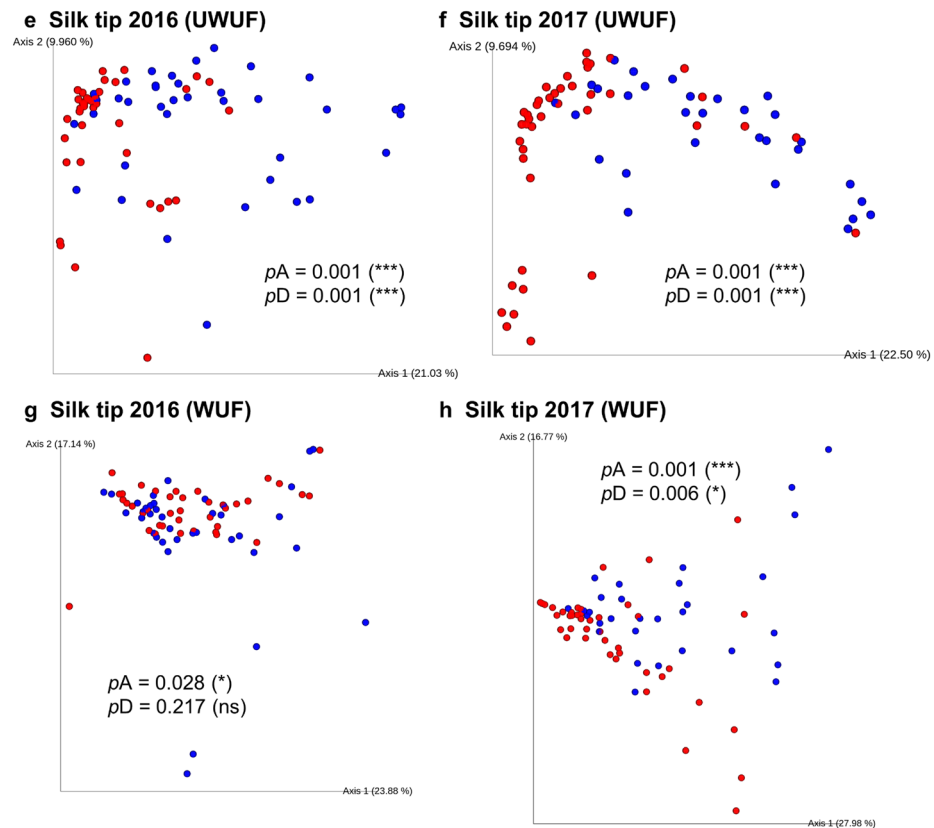 e Silk tip 2016 (UWUF)
Axis 2 (9.960 %)
pA = 0.001 (***)
pD = 0.001 (***)
Axis 1 (21.03 %)
f Silk tip 2017 (UWUF)
Axis 2 (9.694 %)
pA = 0.001 (***)
pD = 0.001 (***)
Axis 1 (22.50 %)
g Silk tip 2016 (WUF)
Axis 2 (17.14 %)
pA = 0.028 (*)
pD = 0.217 (ns)
Axis 1 (23.88 %)
h Silk tip 2017 (WUF)
Axis 2 (16.77 %)
pA = 0.001 (***)
pD = 0.006 (*)
Axis 1 (27.98 %)